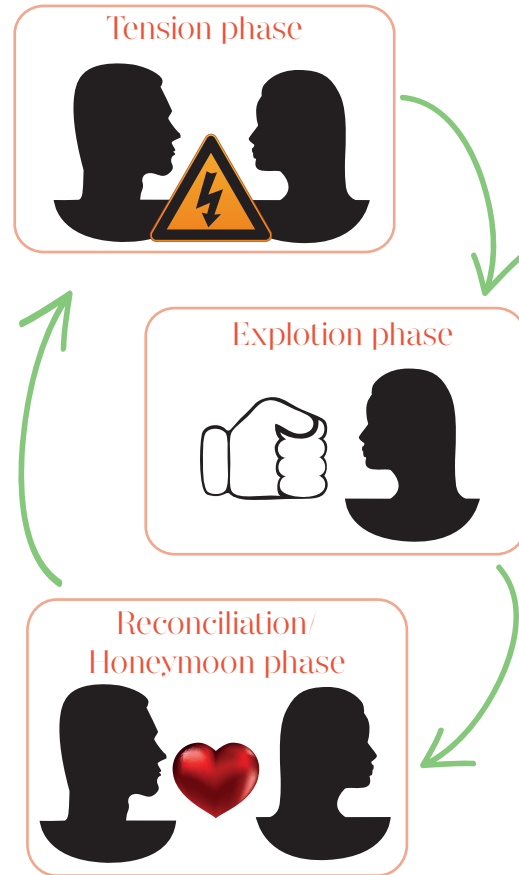 Tension phase
Explotion phase
Reconciliation/
Honeymoon phase